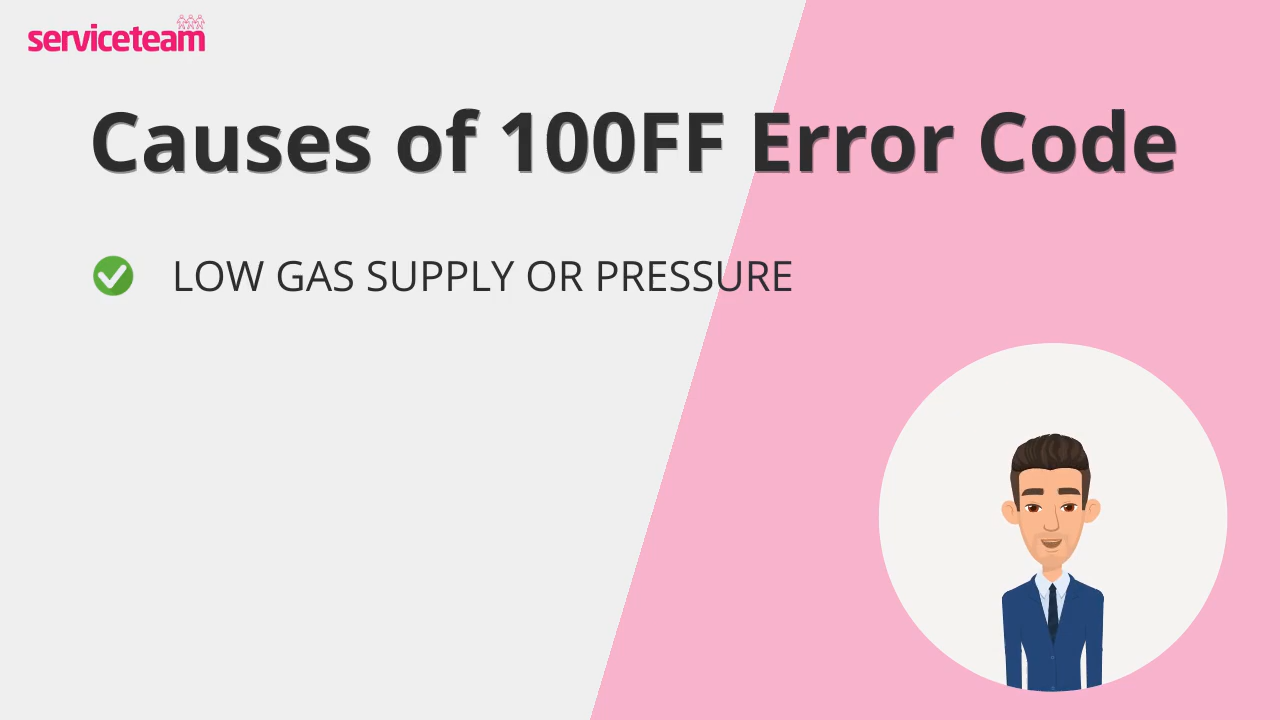 serviceteam
Causes of 100FF Error Code
LOW GAS SUPPLY OR PRESSURE